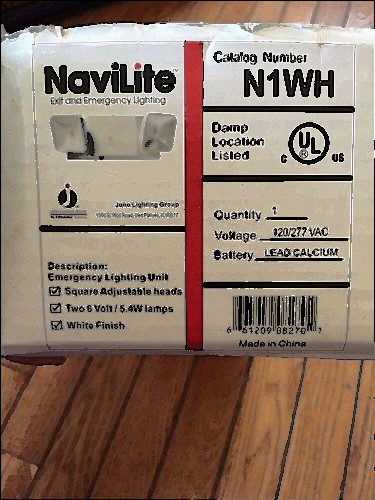 NaviLite™
Exit and Emergency Lighting
Juno Lighting Group
Description:
Emergency Lighting Unit
☑ Square Adjustable heads
☑ Two 6 Volt / 5.4W lamps
☑ White Finish
Catalog Number
N1WH
Damp
Location
Listed
C UL ® US
Quantity 1
Voltage 120/277 VAC
Battery LEAD CALCIUM
Made in China